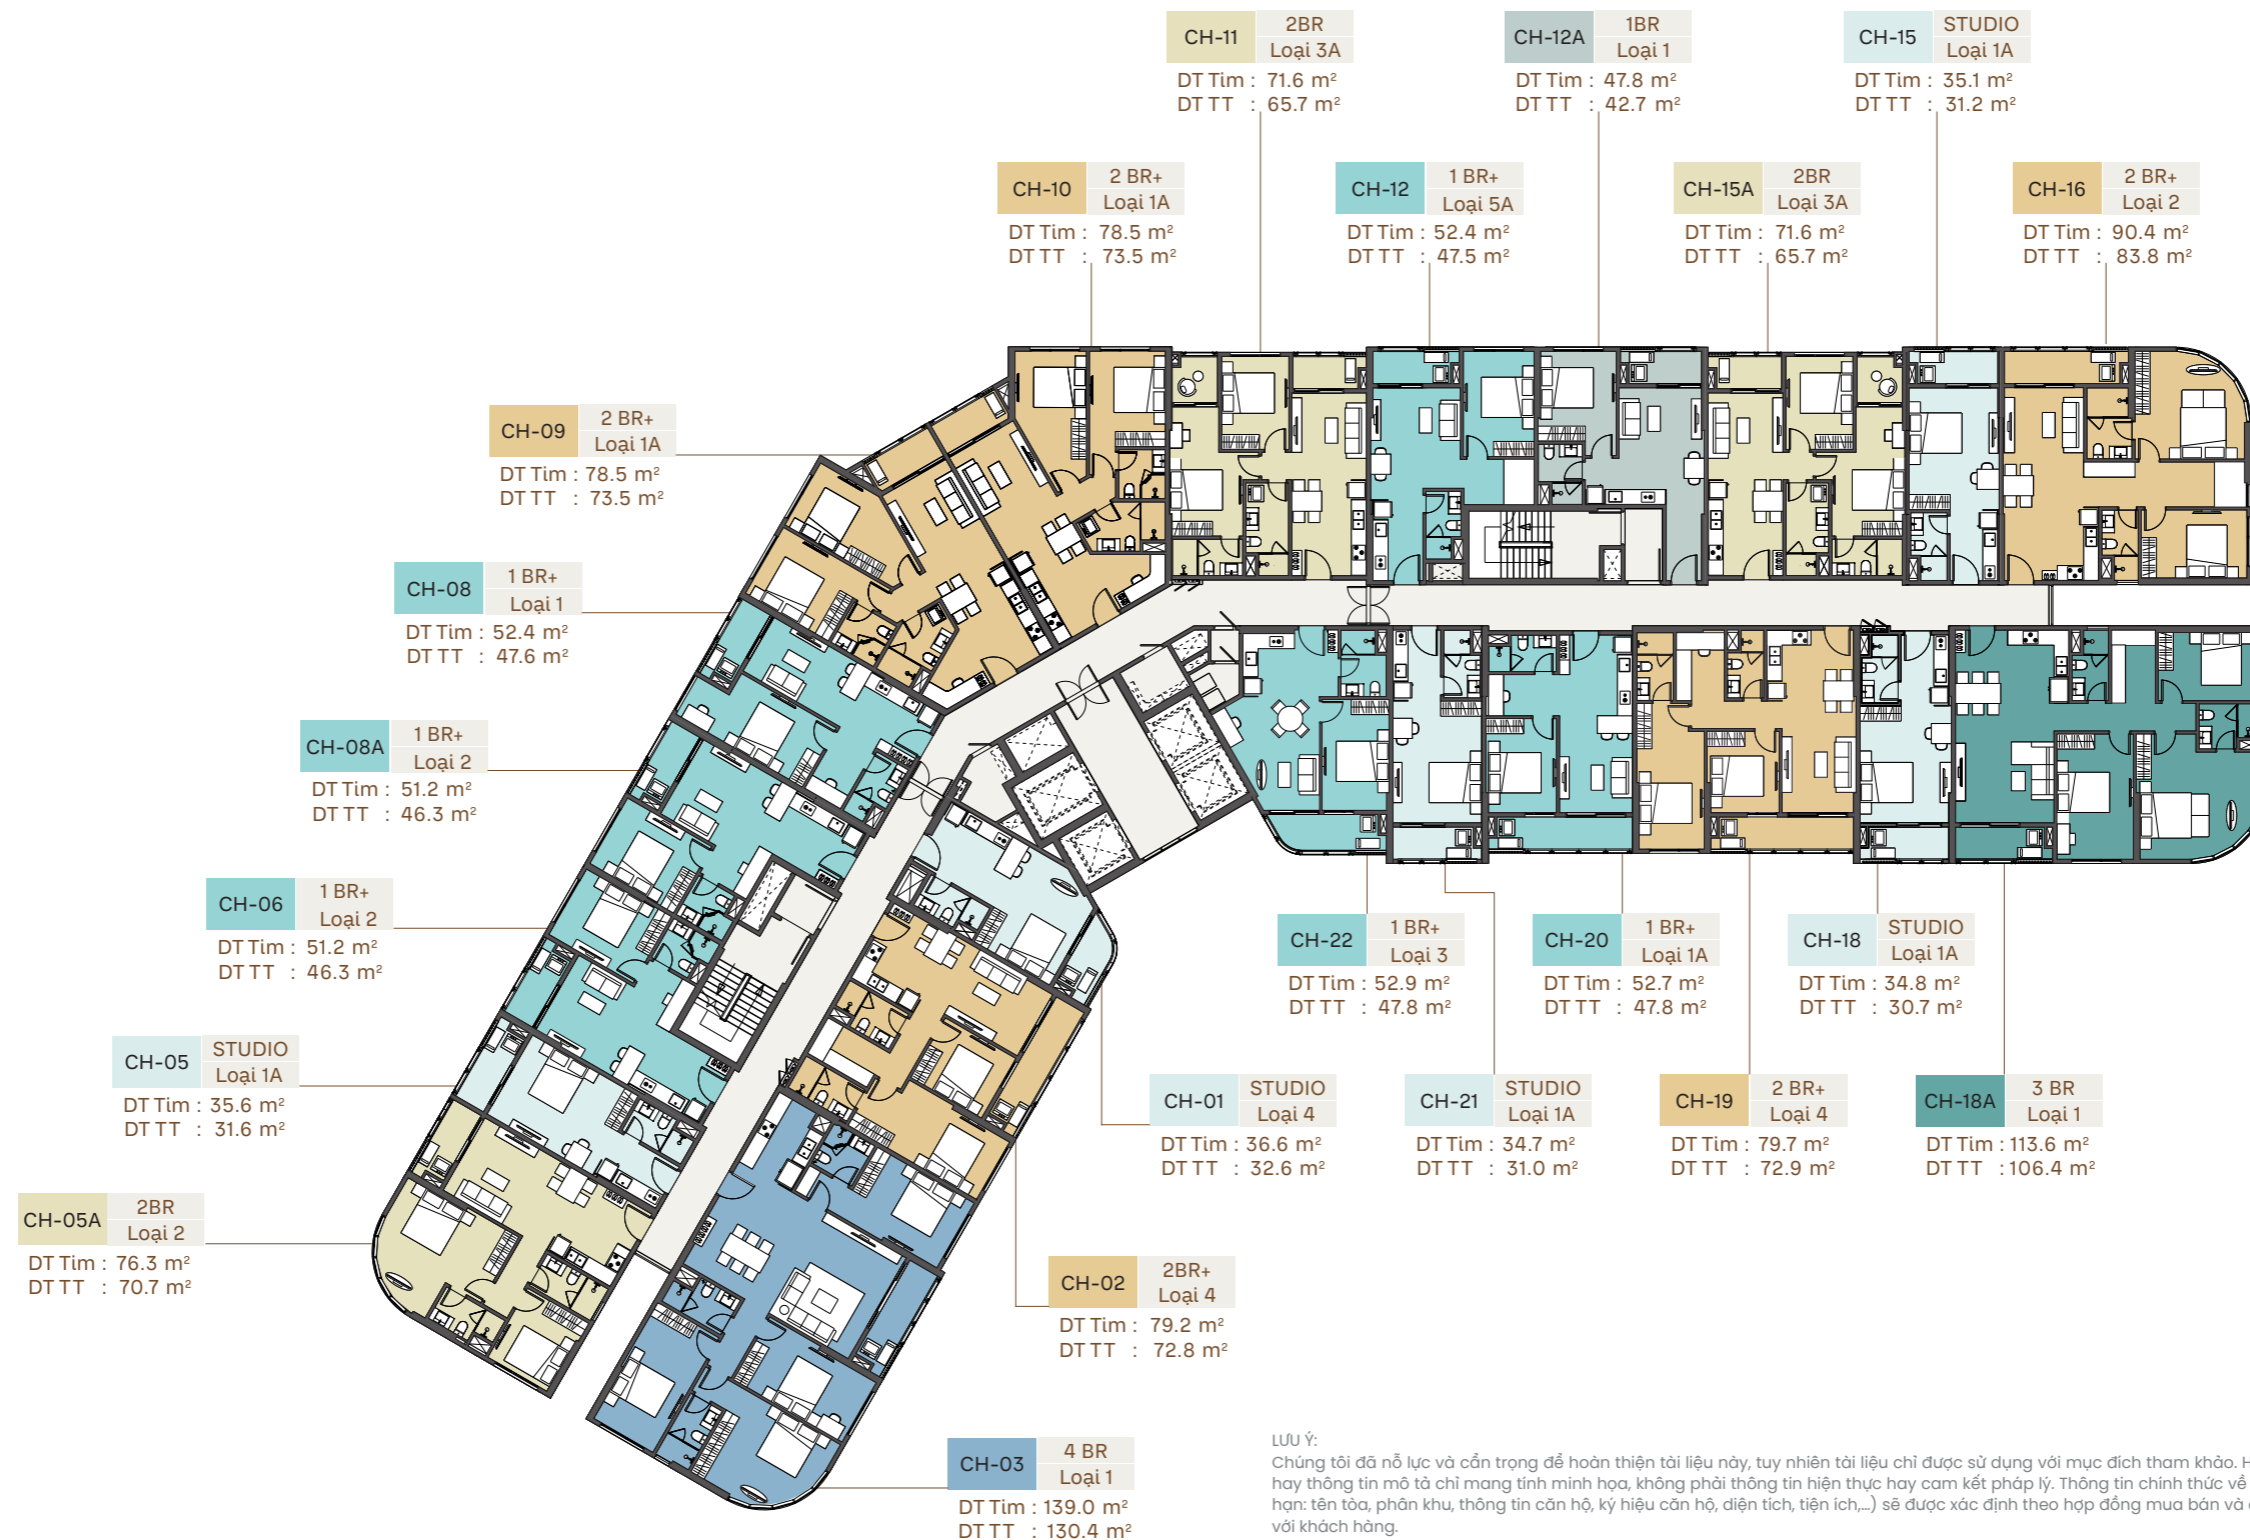 CH-11
2BR
Loại 3A
DT Tim : 71.6 m²
DT TT : 65.7 m²
CH-12A
1BR
Loại 1
DT Tim : 47.8 m²
DT TT : 42.7 m²
CH-15
STUDIO
Loại 1A
DT Tim : 35.1 m²
DT TT : 31.2 m²
CH-10
2 BR+
Loại 1A
DT Tim : 78.5 m²
DT TT : 73.5 m²
CH-12
1 BR+
Loại 5A
DT Tim : 52.4 m²
DT TT : 47.5 m²
CH-15A
2BR
Loại 3A
DT Tim : 71.6 m²
DT TT : 65.7 m²
CH-16
2 BR+
Loại 2
DT Tim : 90.4 m²
DT TT : 83.8 m²
CH-09
2 BR+
Loại 1A
DT Tim : 78.5 m²
DT TT : 73.5 m²
CH-08
1 BR+
Loại 1
DT Tim : 52.4 m²
DT TT : 47.6 m²
CH-08A
1 BR+
Loại 2
DT Tim : 51.2 m²
DT TT : 46.3 m²
CH-06
1 BR+
Loại 2
DT Tim : 51.2 m²
DT TT : 46.3 m²
CH-22
1 BR+
Loại 3
DT Tim : 52.9 m²
DT TT : 47.8 m²
CH-20
1 BR+
Loại 1A
DT Tim : 52.7 m²
DT TT : 47.8 m²
CH-18
STUDIO
Loại 1A
DT Tim : 34.8 m²
DT TT : 30.7 m²
CH-05
STUDIO
Loại 1A
DT Tim : 35.6 m²
DT TT : 31.6 m²
CH-01
STUDIO
Loại 4
DT Tim : 36.6 m²
DT TT : 32.6 m²
CH-21
STUDIO
Loại 1A
DT Tim : 34.7 m²
DT TT : 31.0 m²
CH-19
2 BR+
Loại 4
DT Tim : 79.7 m²
DT TT : 72.9 m²
CH-18A
3 BR
Loại 1
DT Tim : 113.6 m²
DT TT : 106.4 m²
CH-05A
2BR
Loại 2
DT Tim : 76.3 m²
DT TT : 70.7 m²
CH-02
2BR+
Loại 4
DT Tim : 79.2 m²
DT TT : 72.8 m²
CH-03
4 BR
Loại 1
DT Tim : 139.0 m²
DT TT : 130.4 m²
LƯU Ý:
Chúng tôi đã nỗ lực và cẩn trọng để hoàn thiện tài liệu này, tuy nhiên tài liệu chỉ được sử dụng với mục đích tham khảo.
hay thông tin mô tả chỉ mang tính minh họa, không phải thông tin hiện thực hay cam kết pháp lý. Thông tin chính thức về
hạn: tên tòa, phân khu, thông tin căn hộ, ký hiệu căn hộ, diện tích, tiện ích,...) sẽ được xác định theo hợp đồng mua bán và
với khách hàng.